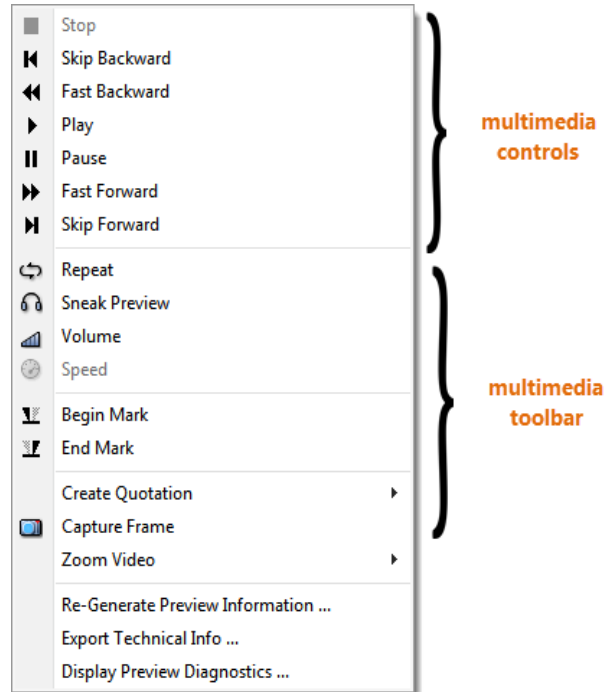 Stop
Skip Backward
Fast Backward
Play
Pause
Fast Forward
Skip Forward
multimedia
controls
Repeat
Sneak Preview
Volume
Speed
Begin Mark
End Mark
Create Quotation
Capture Frame
Zoom Video
multimedia
toolbar
Re-Generate Preview Information ...
Export Technical Info ...
Display Preview Diagnostics ...